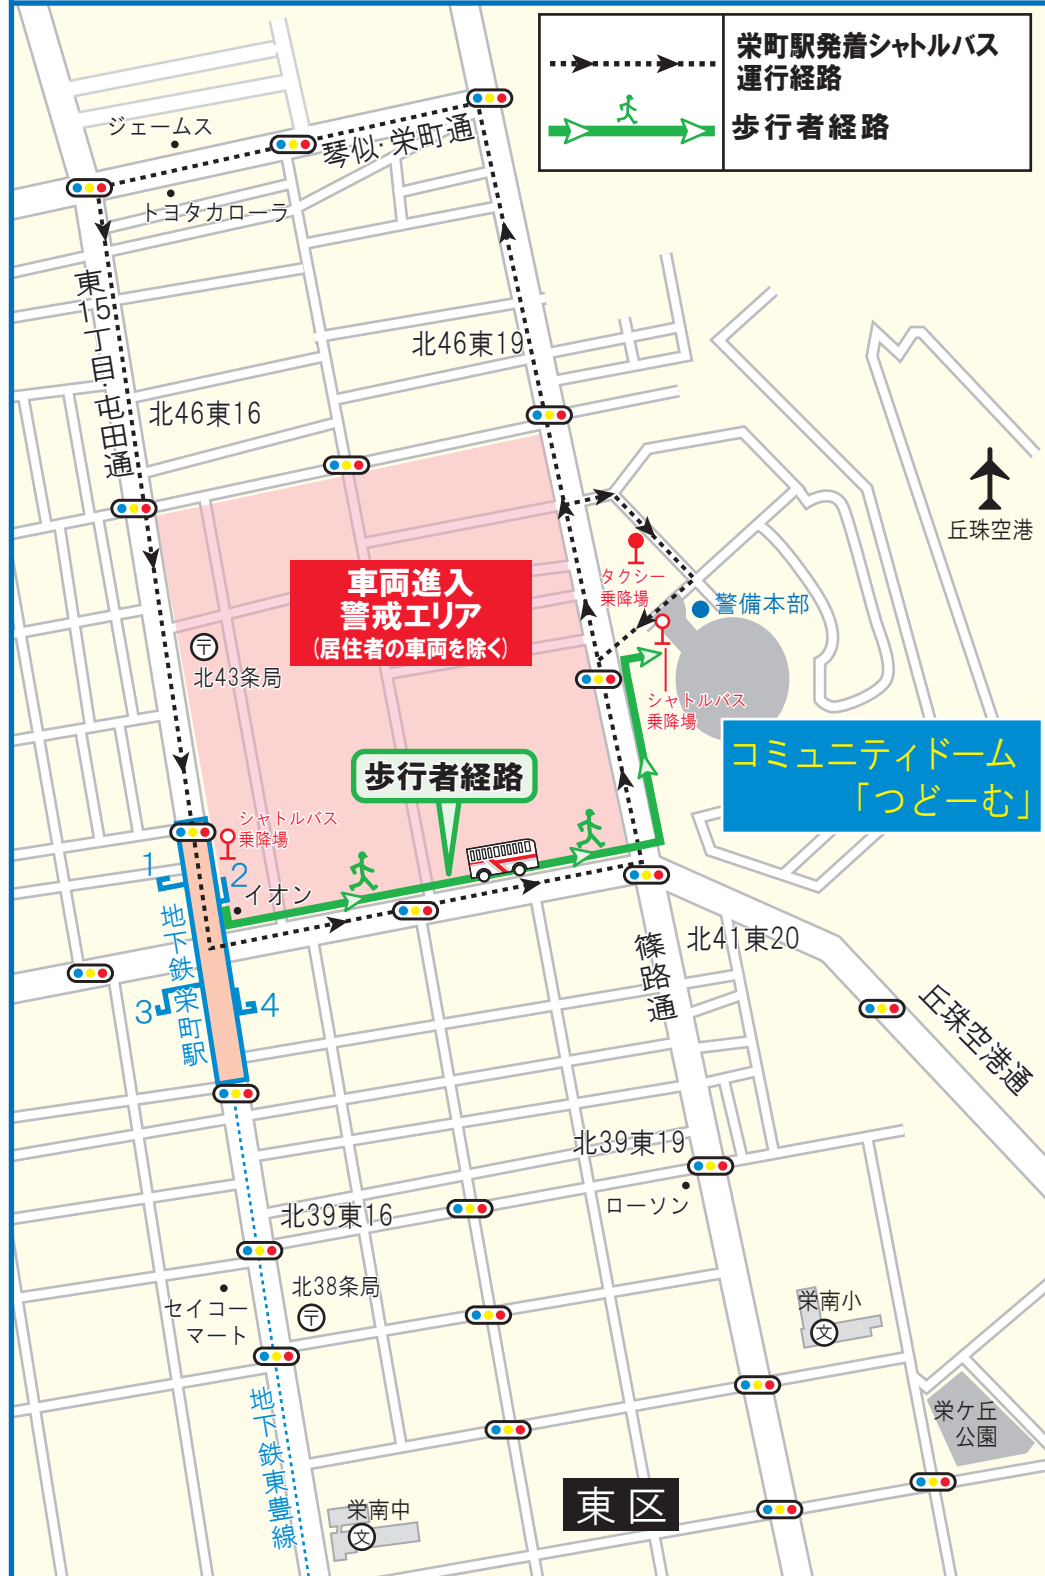 栄町駅発着シャトルバス
運行経路
歩行者経路
ジェームス
琴似・栄町通
トヨタカローラ
東15丁目・屯田通
北46東19
北46東16
丘珠空港
車両進入
警戒エリア
(居住者の車両を除く)
タクシー
乗降場
警備本部
〒
北43条局
シャトルバス
乗降場
コミュニティドーム
「つどーむ」
歩行者経路
シャトルバス
乗降場
1
2
イオン
地下鉄栄町駅
3
4
篠路通
北41東20
丘珠空港通
北39東19
ローソン
北39東16
北38条局
〒
セイコー
マート
栄南小
文
地下鉄東豊線
栄ケ丘
公園
東区
栄南中
文